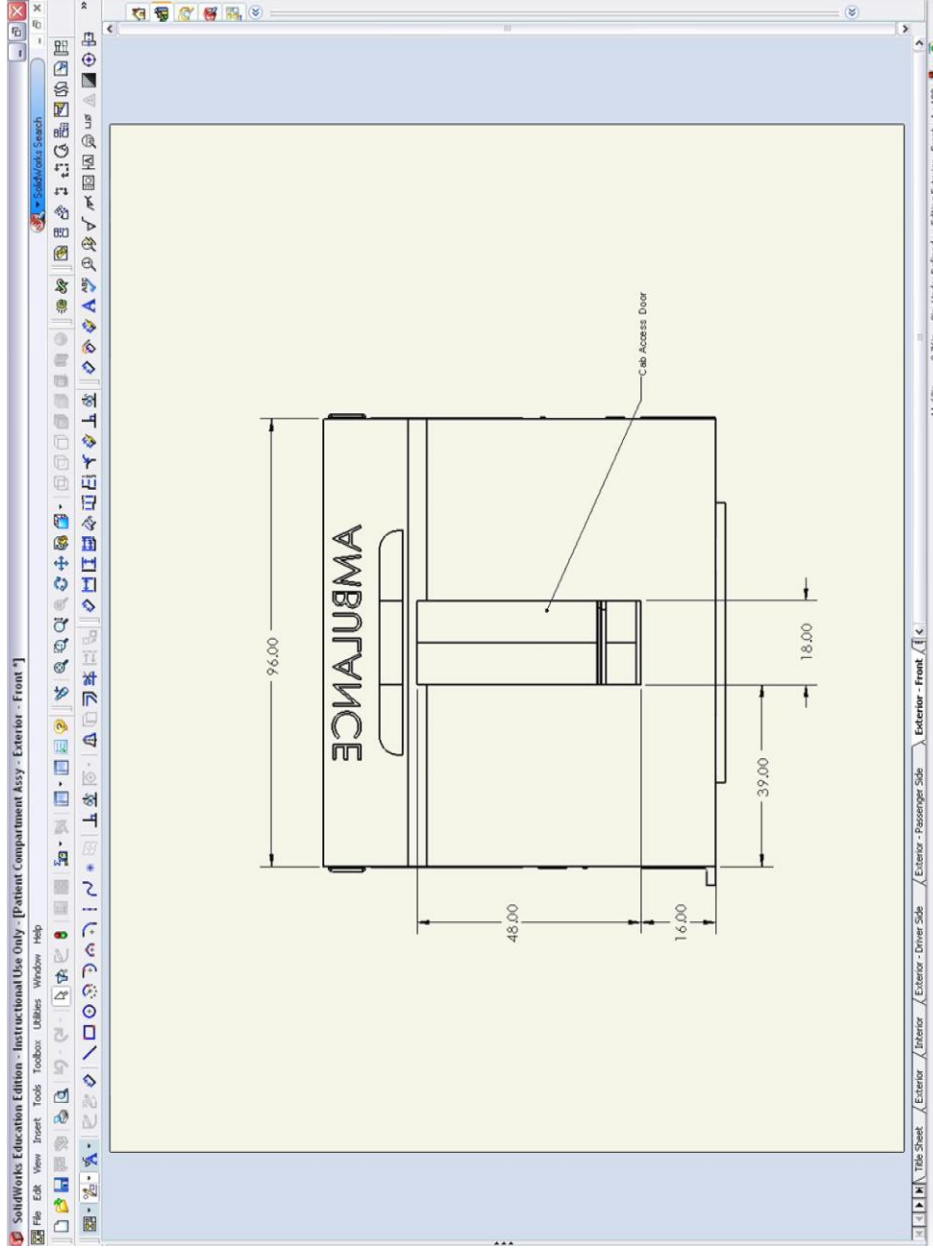 SolidWorks Education Edition - Instructional Use Only - [Patient Compartment Assy - Exterior - Front *]
File Edit View Insert Tools Toolbox Utilities Window Help
SolidWorks Search
96.00
AMBULANCE
Cab Access Door
48.00
16.00
39.00
18.00
Title Sheet Exterior Interior Exterior - Driver Side Exterior - Passenger Side Exterior - Front